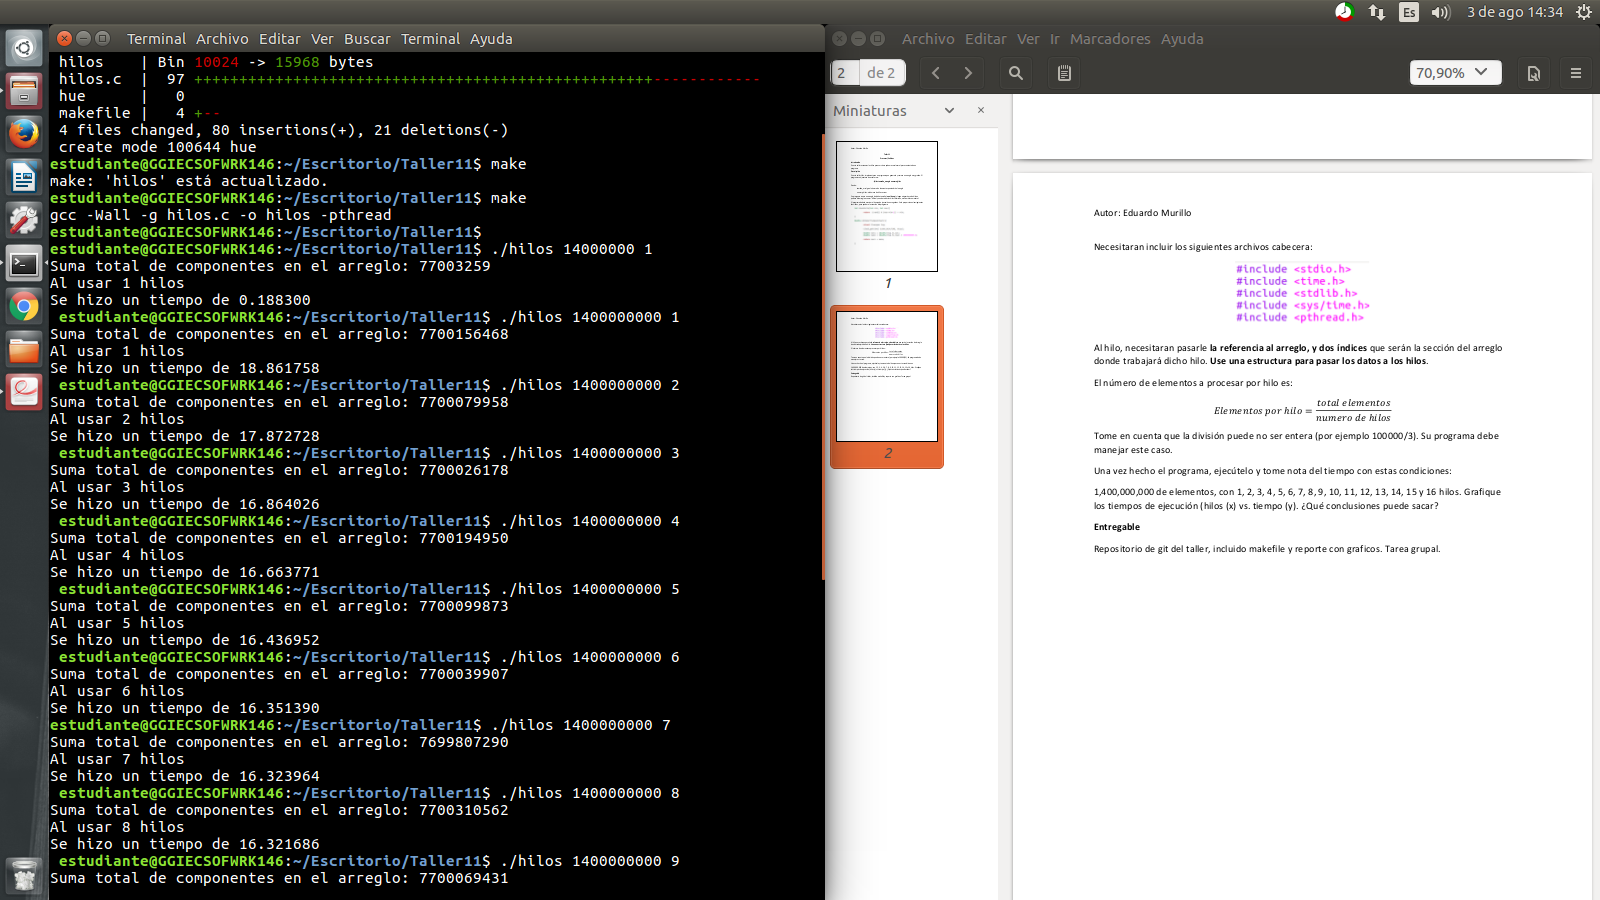 Es
3 de ago 14:34
Terminal Archivo Editar Ver Buscar Terminal Ayuda
hilos | Bin 10024 -> 15968 bytes
hilos.c | 97 +++++++++++++++++++++++++++++++++++++++++++++++++++------------
hue | 0
makefile | 4 +--
4 files changed, 80 insertions(+), 21 deletions(-)
create mode 100644 hue
estudiante@GGIECSOFWRK146:~/Escritorio/Taller11$ make
make: 'hilos' está actualizado.
estudiante@GGIECSOFWRK146:~/Escritorio/Taller11$ make
gcc -Wall -g hilos.c -o hilos -pthread
estudiante@GGIECSOFWRK146:~/Escritorio/Taller11$
estudiante@GGIECSOFWRK146:~/Escritorio/Taller11$ ./hilos 14000000 1
Suma total de componentes en el arreglo: 77003259
Al usar 1 hilos
Se hizo un tiempo de 0.188300
estudiante@GGIECSOFWRK146:~/Escritorio/Taller11$ ./hilos 1400000000 1
Suma total de componentes en el arreglo: 7700156468
Al usar 1 hilos
Se hizo un tiempo de 18.861758
estudiante@GGIECSOFWRK146:~/Escritorio/Taller11$ ./hilos 1400000000 2
Suma total de componentes en el arreglo: 7700079958
Al usar 2 hilos
Se hizo un tiempo de 17.872728
estudiante@GGIECSOFWRK146:~/Escritorio/Taller11$ ./hilos 1400000000 3
Suma total de componentes en el arreglo: 7700026178
Al usar 3 hilos
Se hizo un tiempo de 16.864026
estudiante@GGIECSOFWRK146:~/Escritorio/Taller11$ ./hilos 1400000000 4
Suma total de componentes en el arreglo: 7700194950
Al usar 4 hilos
Se hizo un tiempo de 16.663771
estudiante@GGIECSOFWRK146:~/Escritorio/Taller11$ ./hilos 1400000000 5
Suma total de componentes en el arreglo: 7700099873
Al usar 5 hilos
Se hizo un tiempo de 16.436952
estudiante@GGIECSOFWRK146:~/Escritorio/Taller11$ ./hilos 1400000000 6
Suma total de componentes en el arreglo: 7700039907
Al usar 6 hilos
Se hizo un tiempo de 16.351390
estudiante@GGIECSOFWRK146:~/Escritorio/Taller11$ ./hilos 1400000000 7
Suma total de componentes en el arreglo: 7699807290
Al usar 7 hilos
Se hizo un tiempo de 16.323964
estudiante@GGIECSOFWRK146:~/Escritorio/Taller11$ ./hilos 1400000000 8
Suma total de componentes en el arreglo: 7700310562
Al usar 8 hilos
Se hizo un tiempo de 16.321686
estudiante@GGIECSOFWRK146:~/Escritorio/Taller11$ ./hilos 1400000000 9
Suma total de componentes en el arreglo: 7700069431
Archivo Editar Ver Ir Marcadores Ayuda
2 de 2
70,90%
Miniaturas
1
2
Autor: Eduardo Murillo
Necesitaran incluir los siguientes archivos cabecera:
#include <stdio.h>
#include <time.h>
#include <stdlib.h>
#include <sys/time.h>
#include <pthread.h>
Al hilo, necesitaran pasarle la referencia al arreglo, y dos índices que serán la sección del arreglo
donde trabajará dicho hilo. Use una estructura para pasar los datos a los hilos.
El número de elementos a procesar por hilo es:
Elementos por hilo = total elementos
numero de hilos
Tome en cuenta que la división puede no ser entera (por ejemplo 100000/3). Su programa debe
manejar este caso.
Una vez hecho el programa, ejecútelo y tome nota del tiempo con estas condiciones:
1,400,000,000 de elementos, con 1, 2, 3, 4, 5, 6, 7, 8, 9, 10, 11, 12, 13, 14, 15 y 16 hilos. Grafique
los tiempos de ejecución (hilos (x) vs. tiempo (y). ¿Qué conclusiones puede sacar?
Entregable
Repositorio de git del taller, incluido makefile y reporte con graficos. Tarea grupal.